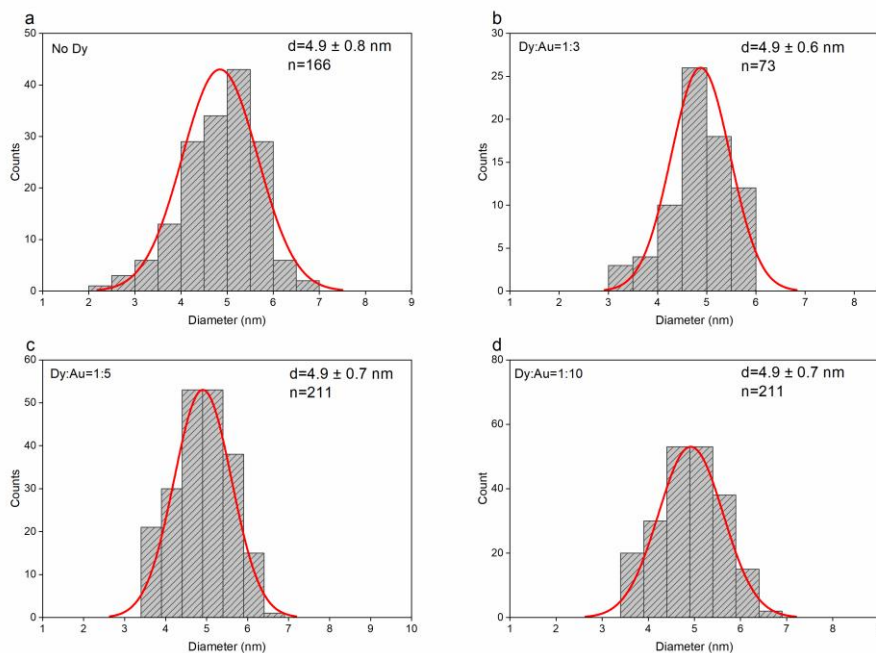 a
No Dy
d=4.9 ± 0.8 nm
n=166
50
40
30
20
10
0
Counts
1 2 3 4 5 6 7 8 9
Diameter (nm)
b
Dy:Au=1:3
d=4.9 ± 0.6 nm
n=73
30
25
20
15
10
5
0
Counts
1 2 3 4 5 6 7 8
Diameter (nm)
c
Dy:Au=1:5
d=4.9 ± 0.7 nm
n=211
60
50
40
30
20
10
0
Counts
1 2 3 4 5 6 7 8 9 10
Diameter (nm)
d
Dy:Au=1:10
d=4.9 ± 0.7 nm
n=211
80
60
40
20
0
Count
1 2 3 4 5 6 7 8
Diameter (nm)